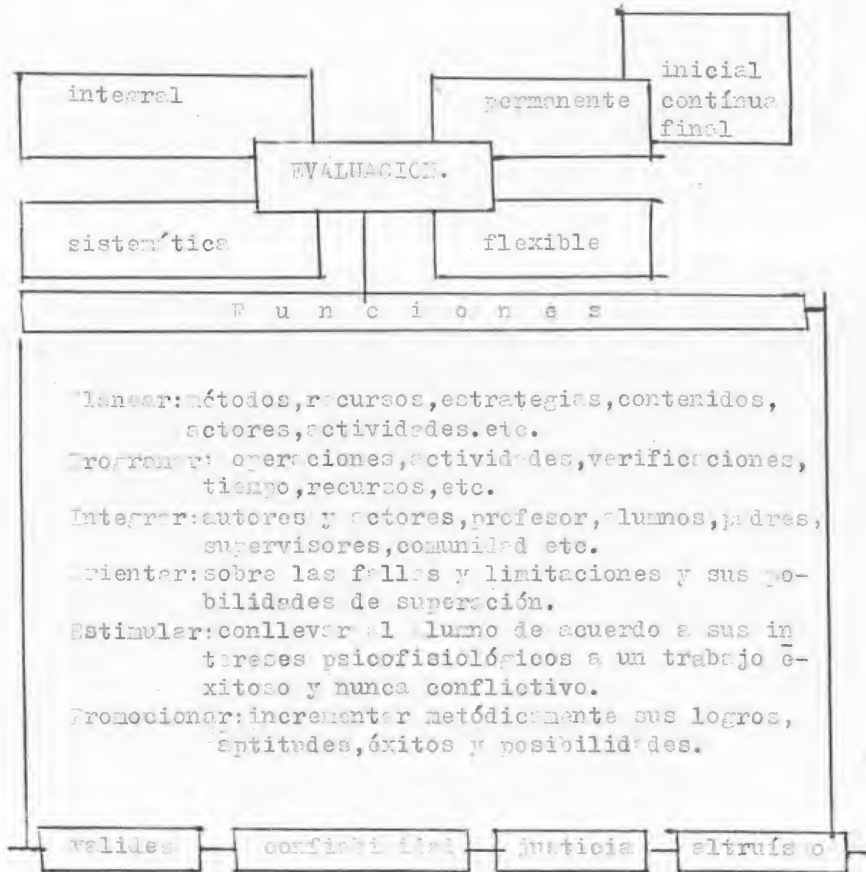 integral
permanente
inicial
contínua
final
EVALUACION.
sistemática
flexible
F u n c i o n e s
Planear:métodos,recursos,estrategias,contenidos,
actores,actividades.etc.
Programar: operaciones,actividades,verificaciones,
tiempo,recursos,etc.
Integrar:autores y actores,profesor,alumnos,padres,
supervisores,comunidad etc.
Orientar:sobre las fallas y limitaciones y sus po-
bilidades de superación.
Estimular:conllevar al alumno de acuerdo a sus in
tereses psicofisiológicos a un trabajo e-
xitoso y nunca conflictivo.
Promocionar:incrementar metódicamente sus logros,
aptitudes,éxitos y posibilidades.
valides
confiabilidad
justicia
altruísmo